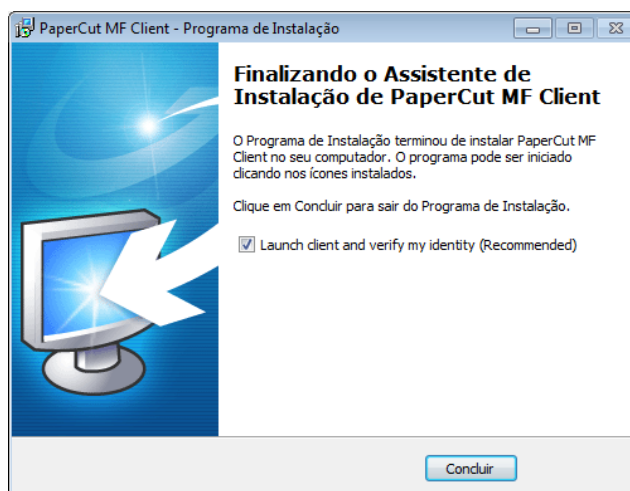 PaperCut MF Client - Programa de Instalação
Finalizando o Assistente de
Instalação de PaperCut MF Client
O Programa de Instalação terminou de instalar PaperCut MF
Client no seu computador. O programa pode ser iniciado
clicando nos ícones instalados.
Clique em Concluir para sair do Programa de Instalação.
Launch client and verify my identity (Recommended)
Concluir